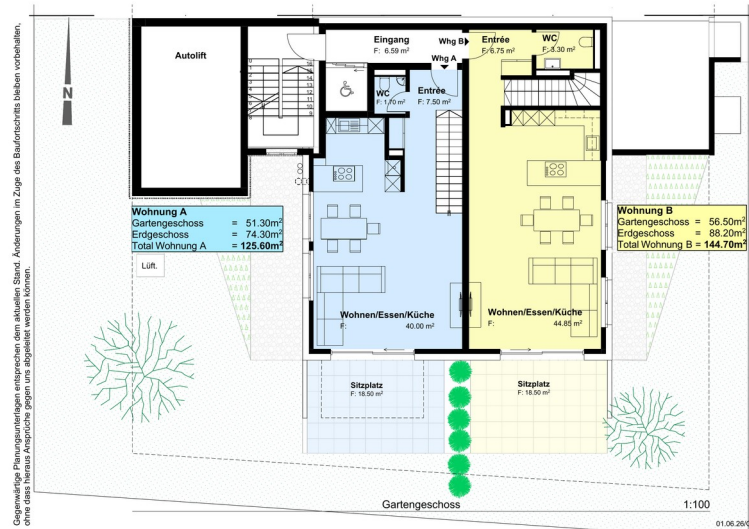 Gegenwärtige Planungsunterlagen entsprechen dem aktuellen Stand. Änderungen im Zuge des Baufortschritts bleiben vorbehalten,
ohne dass hieraus Ansprüche gegen uns abgeleitet werden können.
N
Autolift
Eingang
F: 6.59 m²
Whg B
Whg A
Entrée
F: 6.75 m²
WC
F: 3.30 m²
WC
F: 1.70 m²
Entrée
F: 7.50 m²
Wohnung A
Gartengeschoss = 51.30m²
Erdgeschoss = 74.30m²
Total Wohnung A = 125.60m²
Wohnung B
Gartengeschoss = 56.50m²
Erdgeschoss = 88.20m²
Total Wohnung B = 144.70m²
Lüft.
Wohnen/Essen/Küche
F: 40.00 m²
Wohnen/Essen/Küche
F: 44.85 m²
Sitzplatz
F: 18.50 m²
Sitzplatz
F: 18.50 m²
Gartengeschoss
1:100